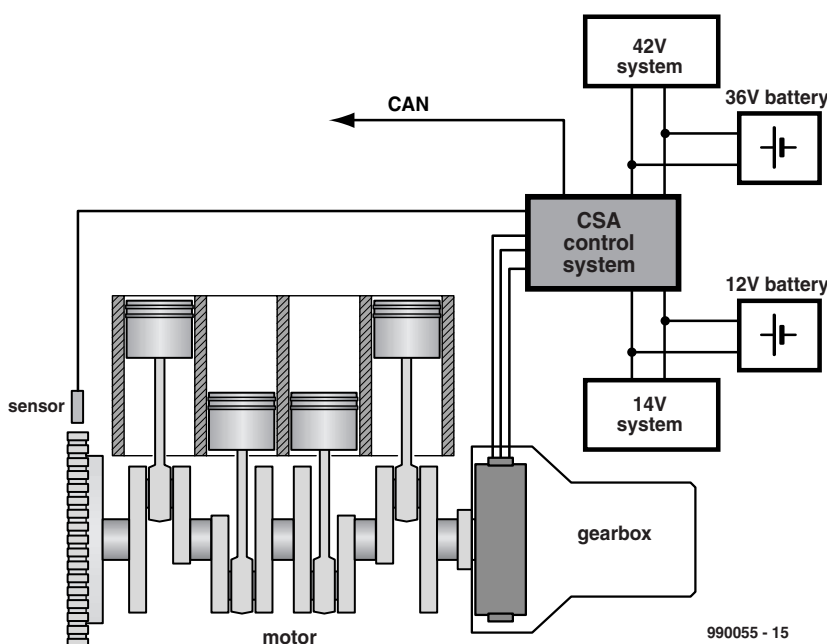 42V
system
36V battery
CAN
CSA
control
system
12V battery
sensor
14V
system
gearbox
motor
990055 - 15